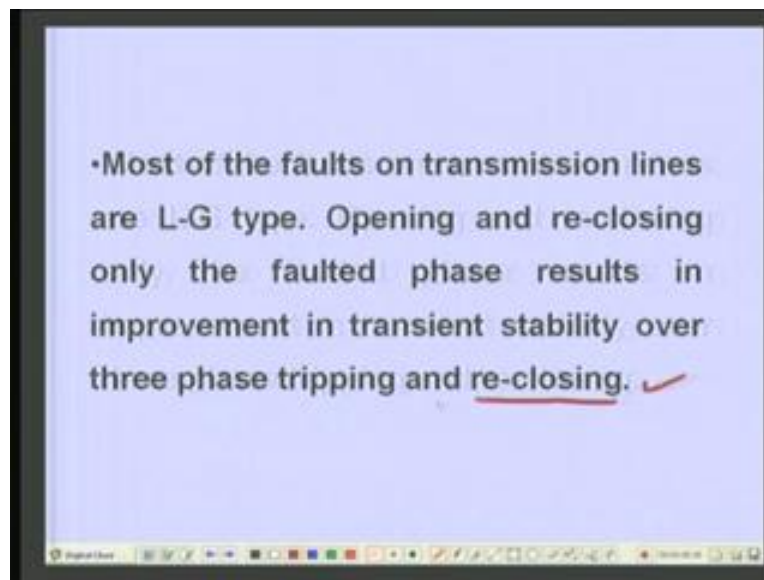 •Most of the faults on transmission lines
are L-G type. Opening and re-closing
only the faulted phase results in
improvement in transient stability over
three phase tripping and re-closing.